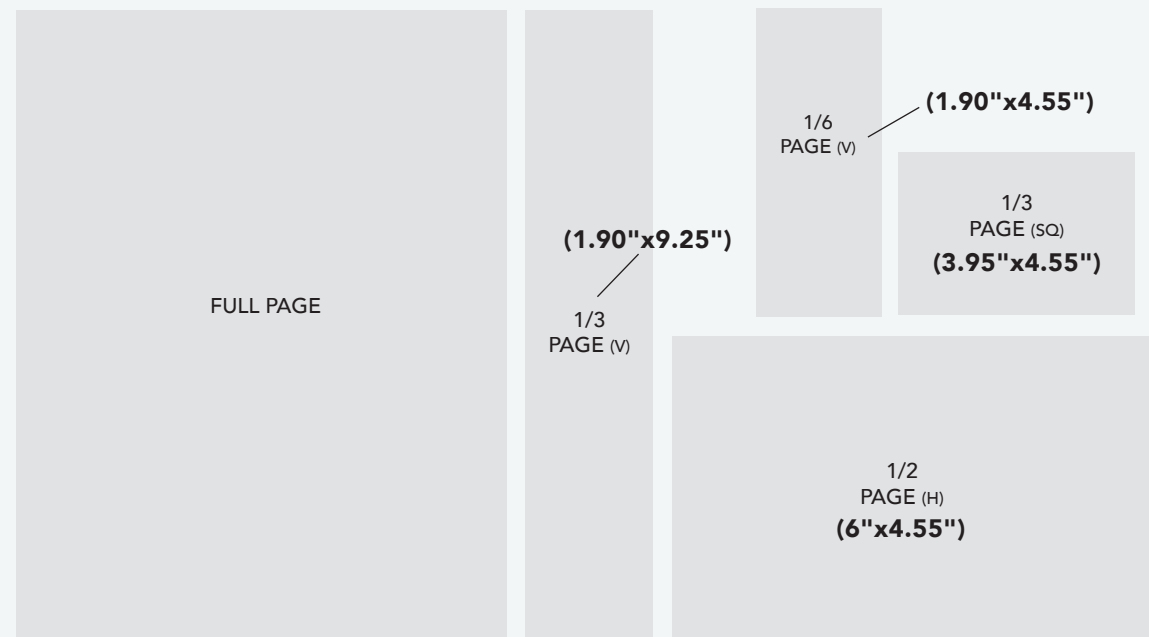 FULL PAGE
(1.90"x9.25")
1/3
PAGE (V)
1/6
PAGE (V)
(1.90"x4.55")
1/3
PAGE (SQ)
(3.95"x4.55")
1/2
PAGE (H)
(6"x4.55")